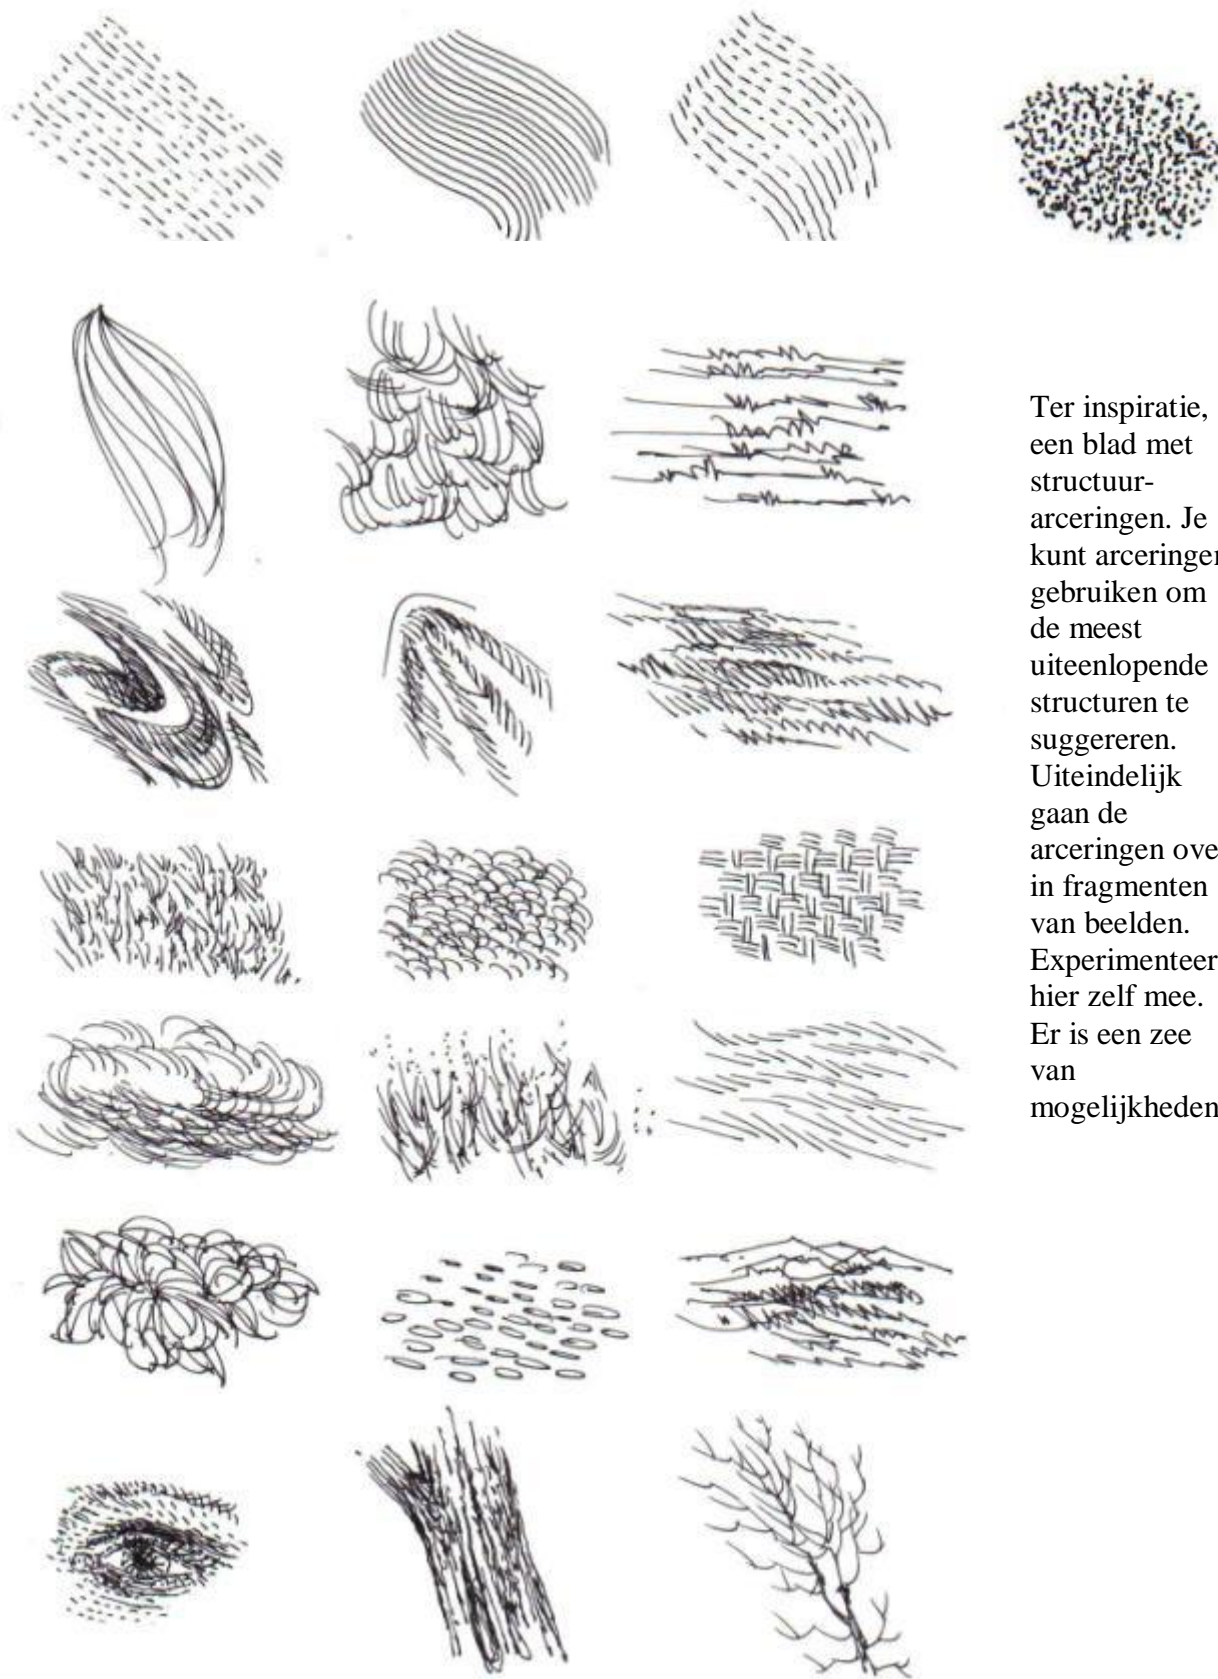 Ter inspiratie,
een blad met
structuur-
arceringen. Je
kunt arceringen
gebruiken om
de meest
uiteenlopende
structuren te
suggereren.
Uiteindelijk
gaan de
arceringen ove
in fragmenten
van beelden.
Experimenteer
hier zelf mee.
Er is een zee
van
mogelijkheden